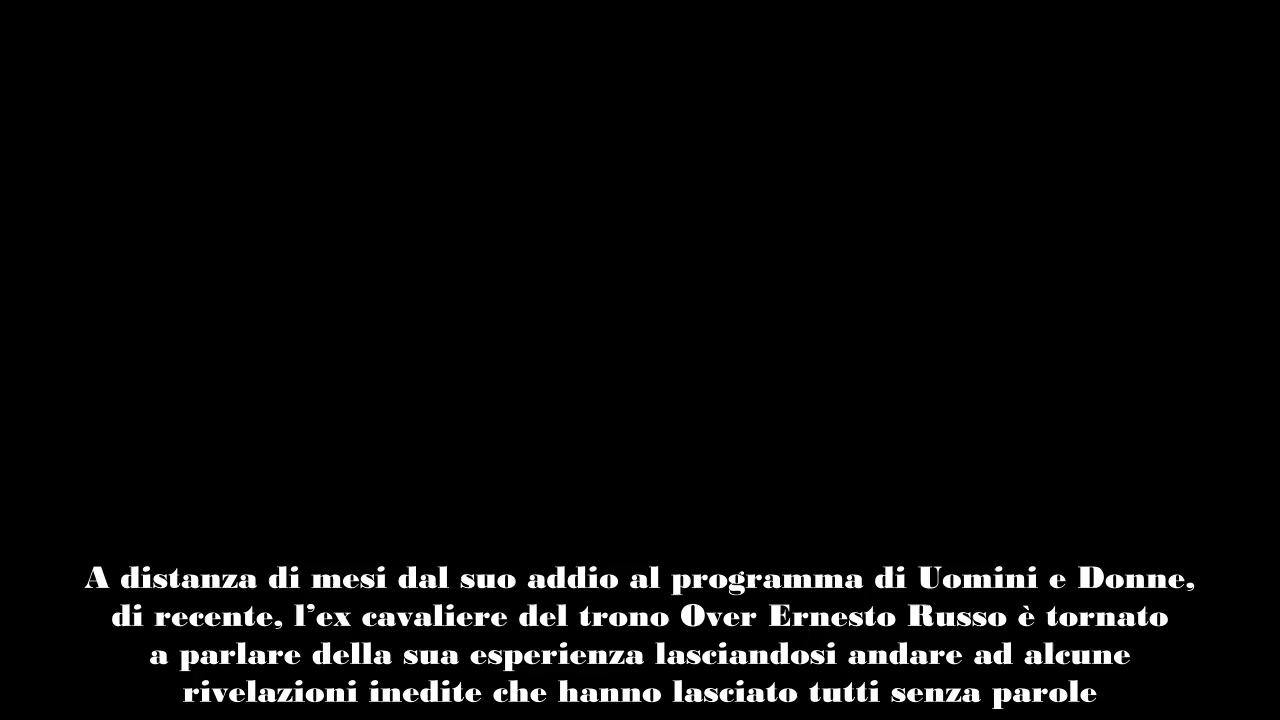 A distanza di mesi dal suo addio al programma di Uomini e Donne,
di recente, l’ex cavaliere del trono Over Ernesto Russo è tornato
a parlare della sua esperienza lasciandosi andare ad alcune
rivelazioni inedite che hanno lasciato tutti senza parole